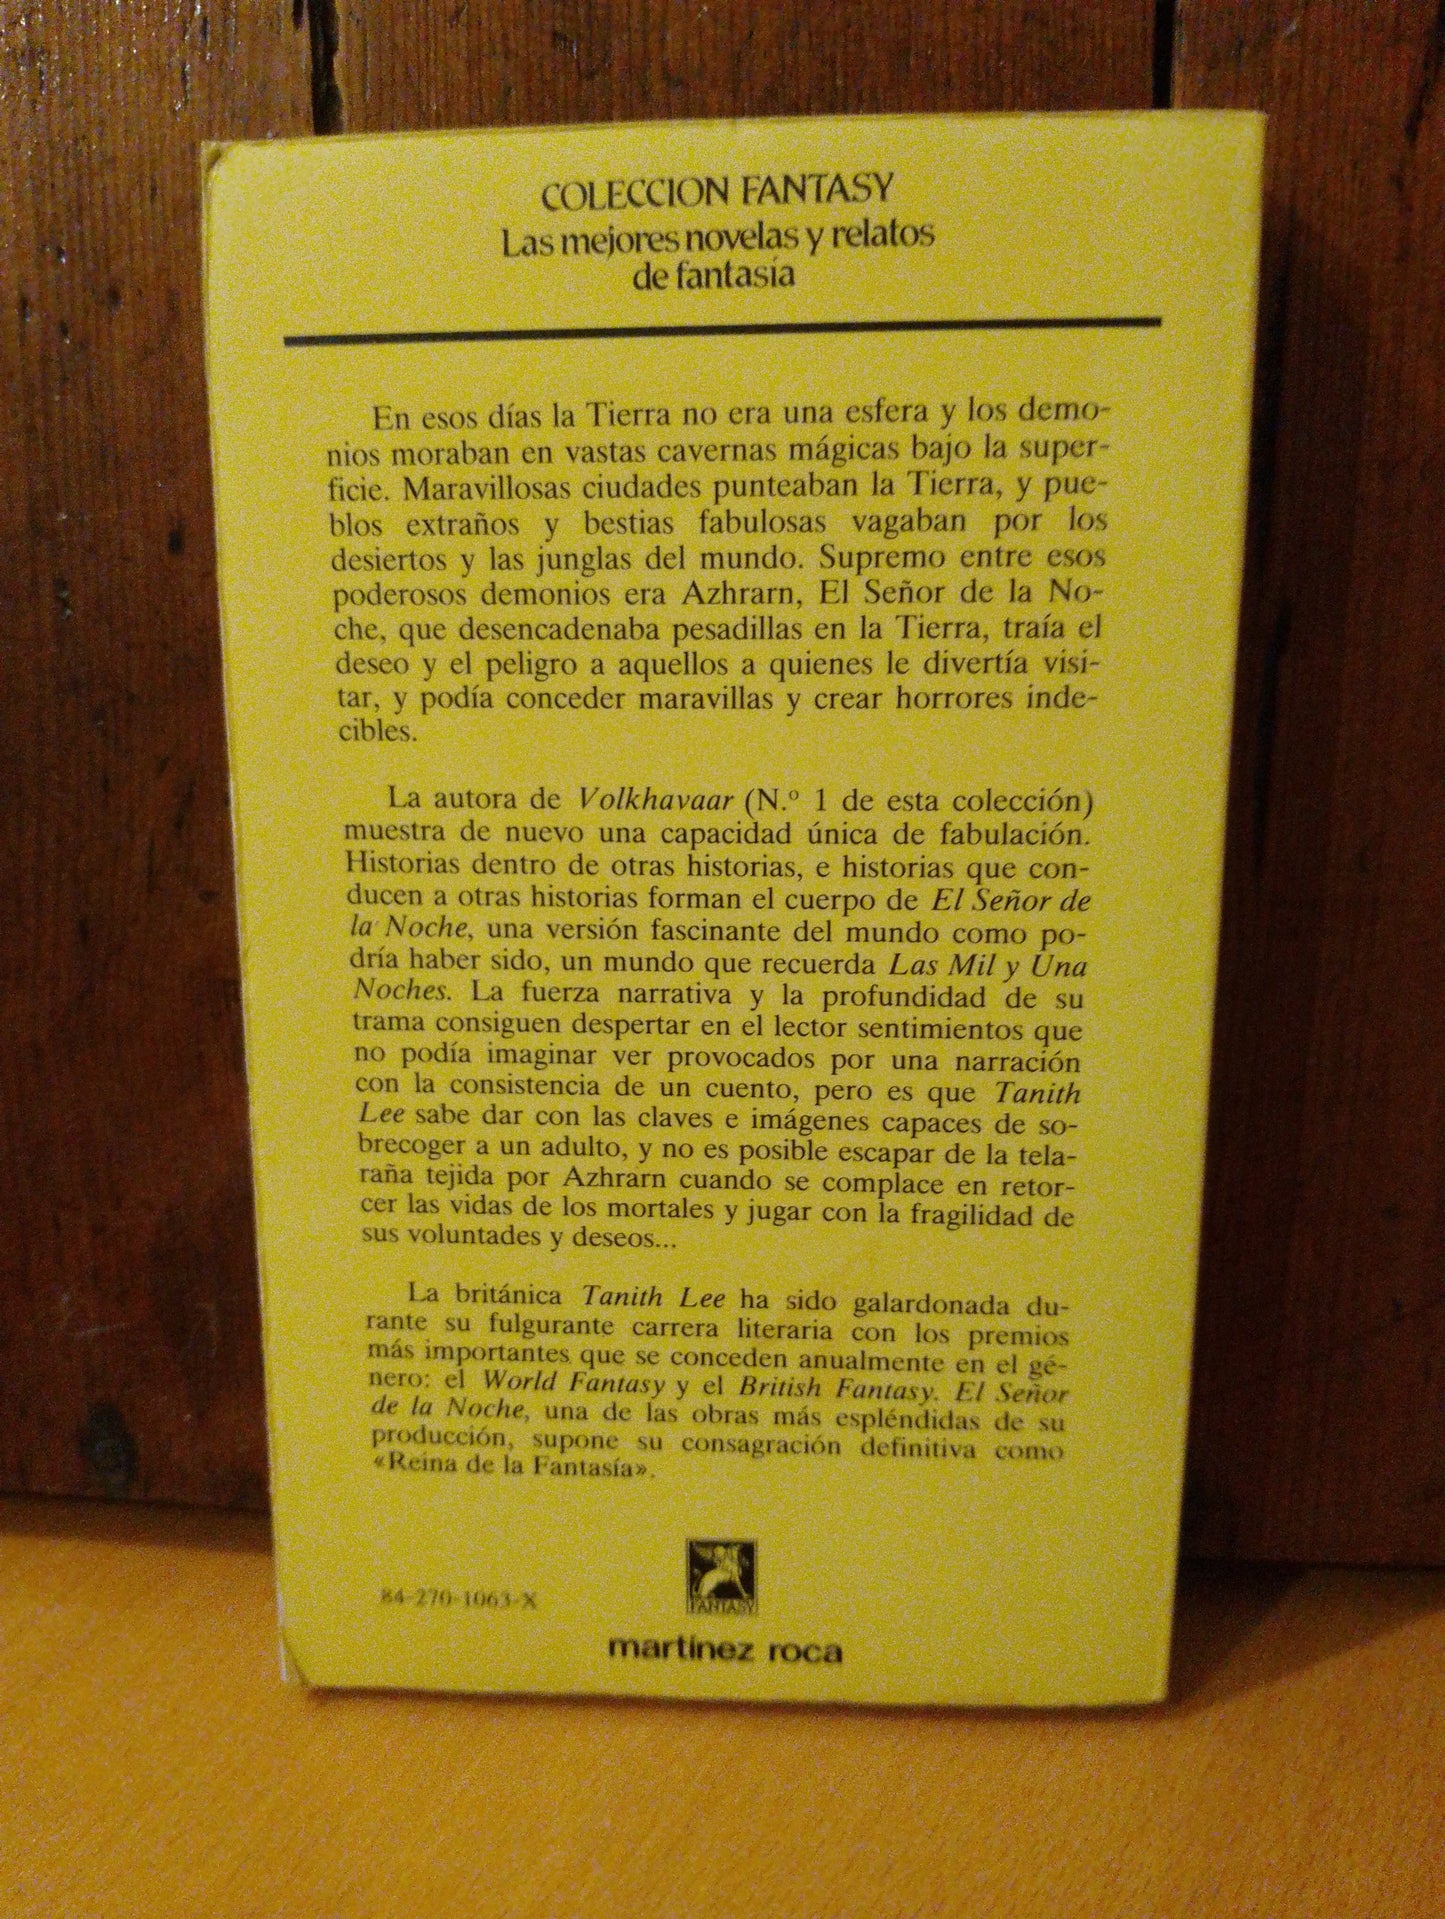 COLECCION FANTASY
Las mejores novelas y relatos
de fantasía
En esos días la Tierra no era una esfera y los demo-
nios moraban en vastas cavernas mágicas bajo la super-
ficie. Maravillosas ciudades punteaban la Tierra, y pue-
blos extraños y bestias fabulosas vagaban por los
desiertos y las junglas del mundo. Supremo entre esos
poderosos demonios era Azhrarn, El Señor de la No-
che, que desencadenaba pesadillas en la Tierra, traía el
deseo y el peligro a aquellos a quienes le divertía visi-
tar, y podía conceder maravillas y crear horrores inde-
cibles.
La autora de Volkhavaar (N.º 1 de esta colección)
muestra de nuevo una capacidad única de fabulación.
Historias dentro de otras historias, e historias que con-
ducen a otras historias forman el cuerpo de El Señor de
la Noche, una versión fascinante del mundo como po-
dría haber sido, un mundo que recuerda Las Mil y Una
Noches. La fuerza narrativa y la profundidad de su
trama consiguen despertar en el lector sentimientos que
no podía imaginar ver provocados por una narración
con la consistencia de un cuento, pero es que Tanith
Lee sabe dar con las claves e imágenes capaces de so-
brecoger a un adulto, y no es posible escapar de la tela-
raña tejida por Azhrarn cuando se complace en retor-
cer las vidas de los mortales y jugar con la fragilidad de
sus voluntades y deseos...
La británica Tanith Lee ha sido galardonada du-
rante su fulgurante carrera literaria con los premios
más importantes que se conceden anualmente en el gé-
nero: el World Fantasy y el British Fantasy. El Señor
de la Noche, una de las obras más espléndidas de su
producción, supone su consagración definitiva como
«Reina de la Fantasía».
FANTASY
84-270-1063-X
martínez roca